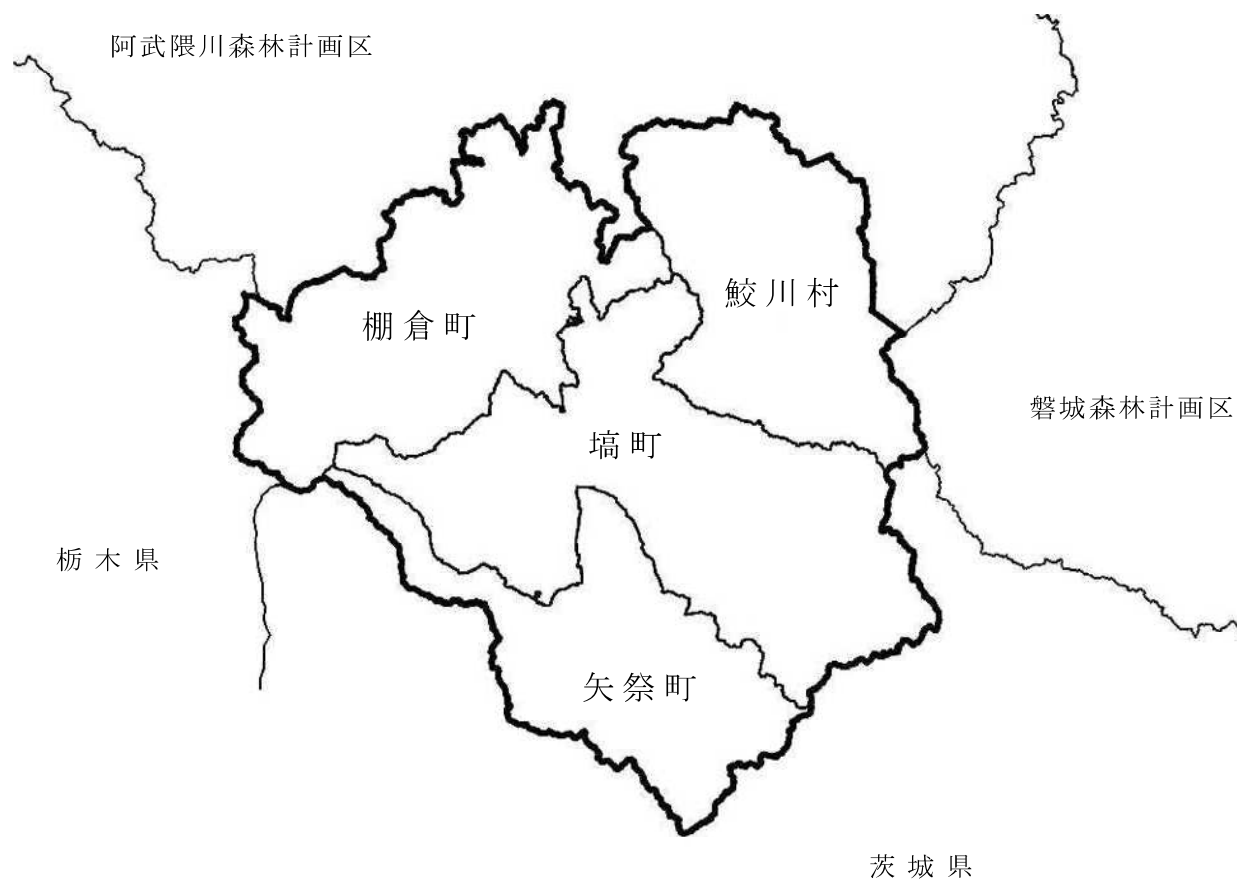 阿武隈川森林計画区
鮫川村
棚倉町
磐城森林計画区
塙町
栃木県
矢祭町
茨城県